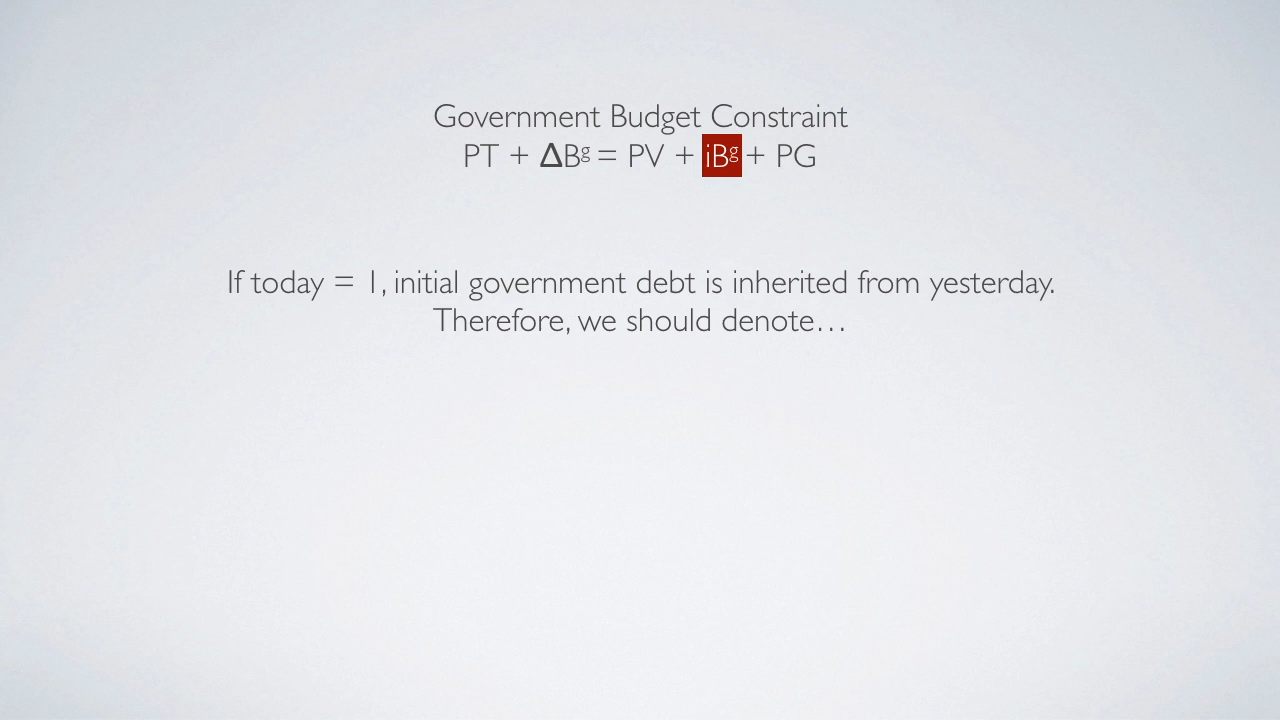 Government Budget Constraint
PT + ΔBᵍ = PV + iBᵍ + PG
If today = 1, initial government debt is inherited from yesterday.
Therefore, we should denote…